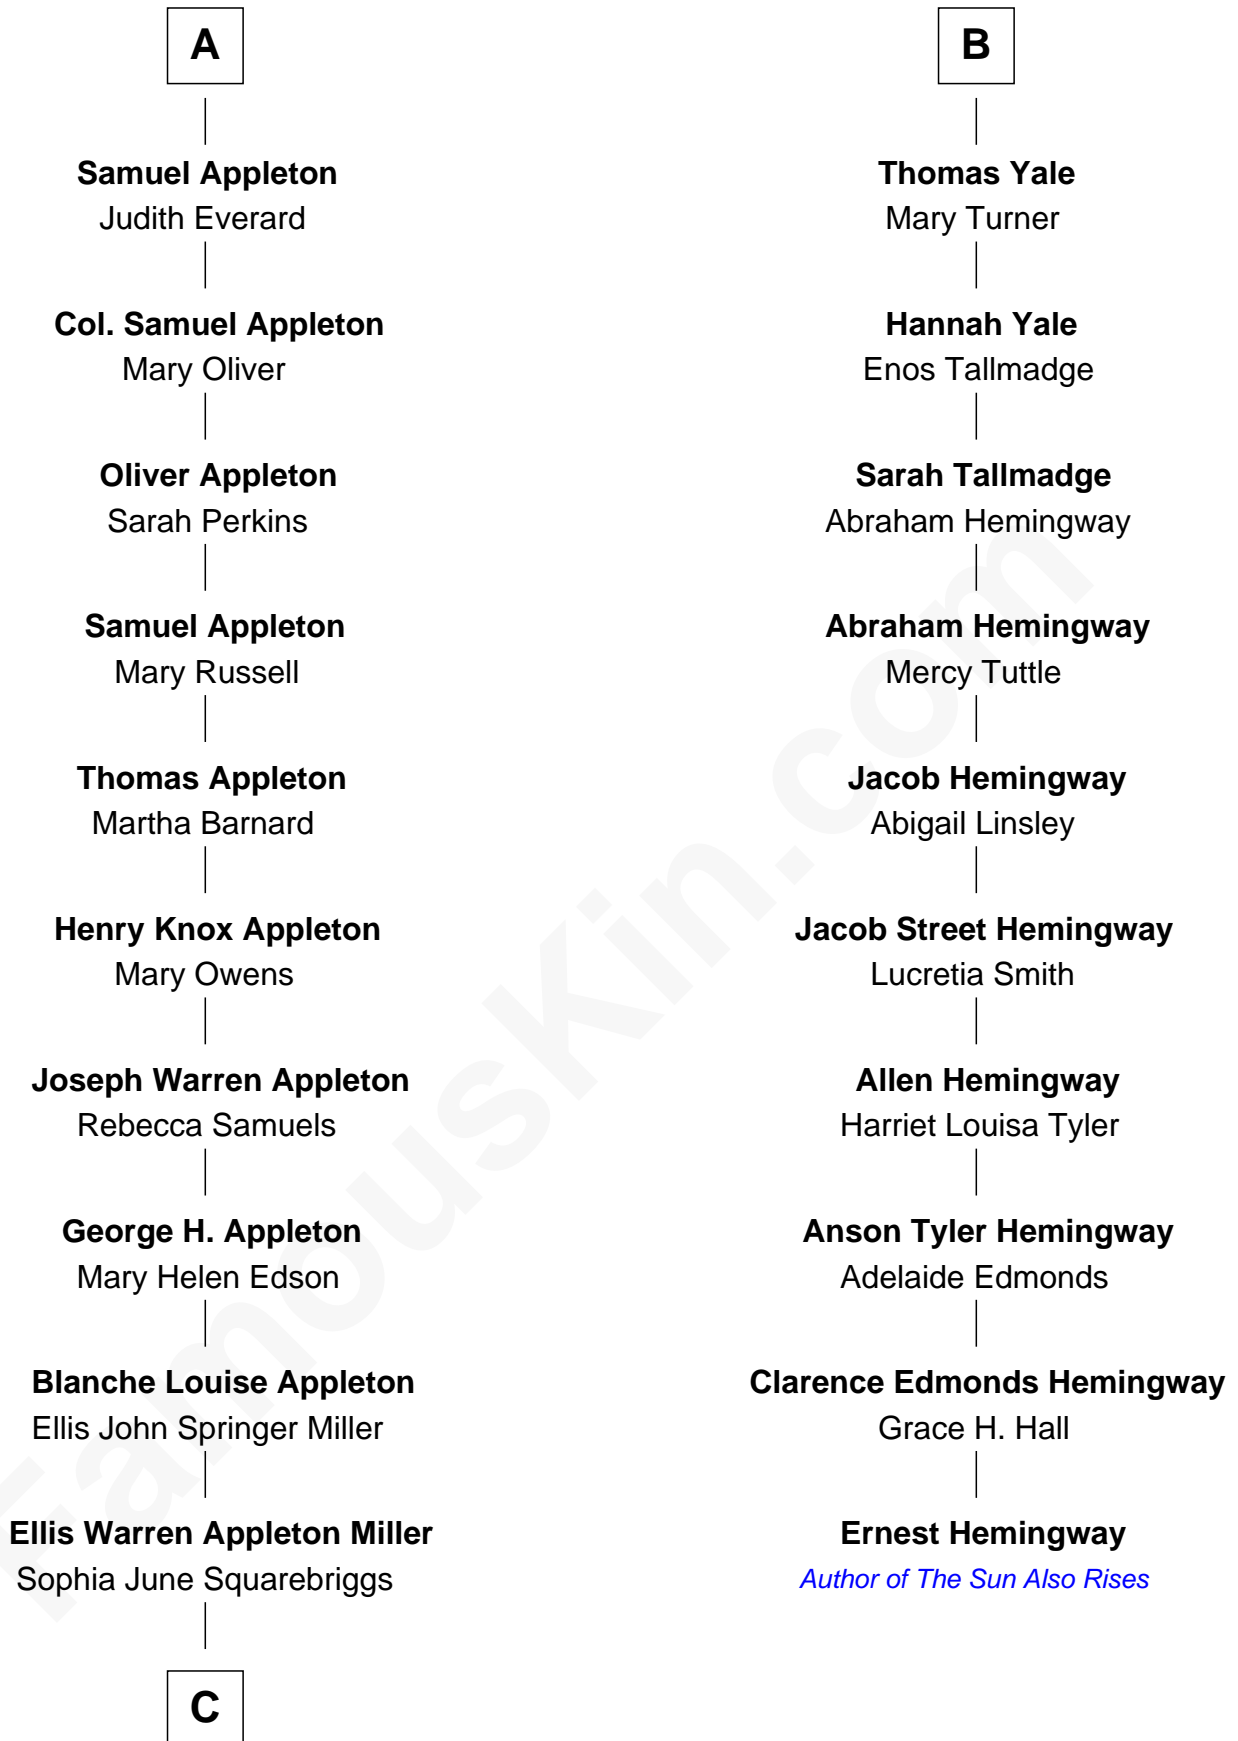 A
Samuel Appleton
Judith Everard
Col. Samuel Appleton
Mary Oliver
Oliver Appleton
Sarah Perkins
Samuel Appleton
Mary Russell
Thomas Appleton
Martha Barnard
Henry Knox Appleton
Mary Owens
Joseph Warren Appleton
Rebecca Samuels
George H. Appleton
Mary Helen Edson
Blanche Louise Appleton
Ellis John Springer Miller
Ellis Warren Appleton Miller
Sophia June Squarebriggs
C
B
Thomas Yale
Mary Turner
Hannah Yale
Enos Tallmadge
Sarah Tallmadge
Abraham Hemingway
Abraham Hemingway
Mercy Tuttle
Jacob Hemingway
Abigail Linsley
Jacob Street Hemingway
Lucretia Smith
Allen Hemingway
Harriet Louisa Tyler
Anson Tyler Hemingway
Adelaide Edmonds
Clarence Edmonds Hemingway
Grace H. Hall
Ernest Hemingway
Author of The Sun Also Rises
FamousKin.com